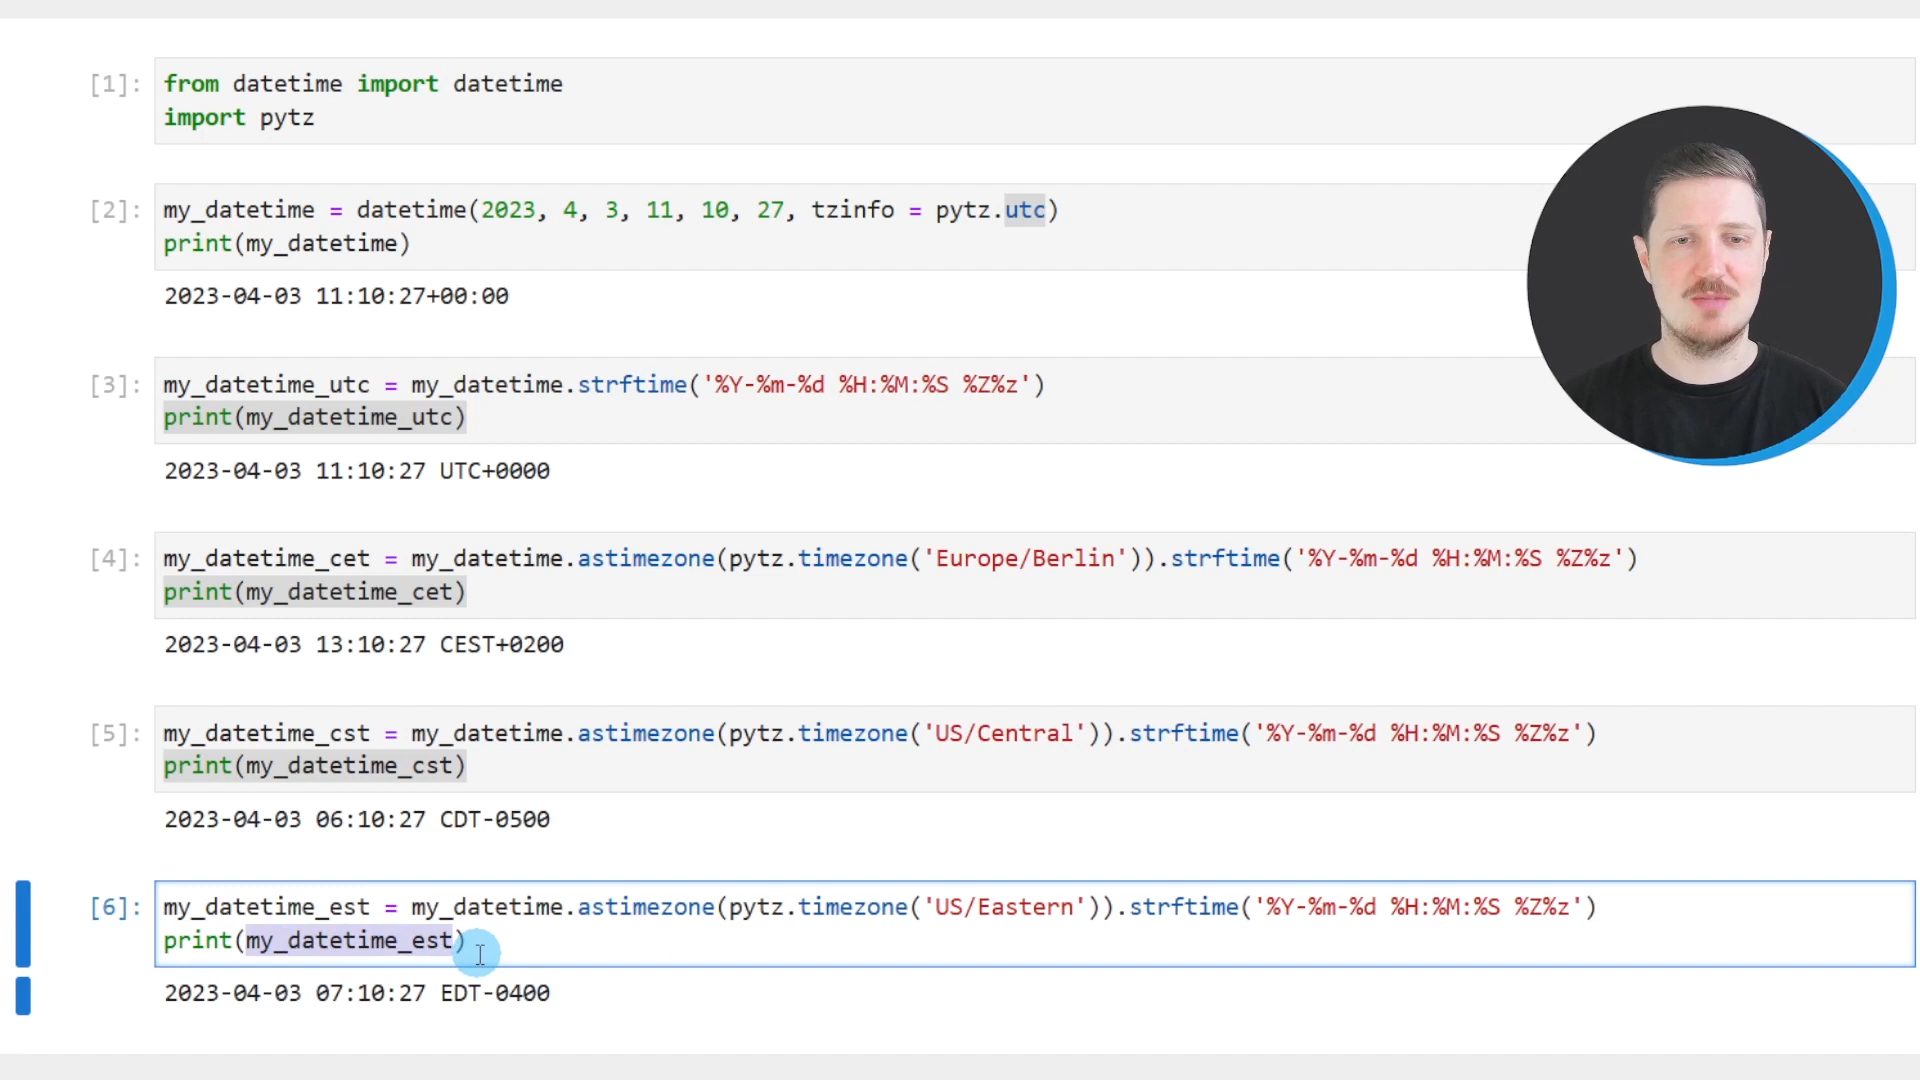 [1]: from datetime import datetime
import pytz
[2]: my_datetime = datetime(2023, 4, 3, 11, 10, 27, tzinfo = pytz.utc)
print(my_datetime)
2023-04-03 11:10:27+00:00
[3]: my_datetime_utc = my_datetime.strftime('%Y-%m-%d %H:%M:%S %Z%z')
print(my_datetime_utc)
2023-04-03 11:10:27 UTC+0000
[4]: my_datetime_cet = my_datetime.astimezone(pytz.timezone('Europe/Berlin')).strftime('%Y-%m-%d %H:%M:%S %Z%z')
print(my_datetime_cet)
2023-04-03 13:10:27 CEST+0200
[5]: my_datetime_cst = my_datetime.astimezone(pytz.timezone('US/Central')).strftime('%Y-%m-%d %H:%M:%S %Z%z')
print(my_datetime_cst)
2023-04-03 06:10:27 CDT-0500
[6]: my_datetime_est = my_datetime.astimezone(pytz.timezone('US/Eastern')).strftime('%Y-%m-%d %H:%M:%S %Z%z')
print(my_datetime_est)
2023-04-03 07:10:27 EDT-0400